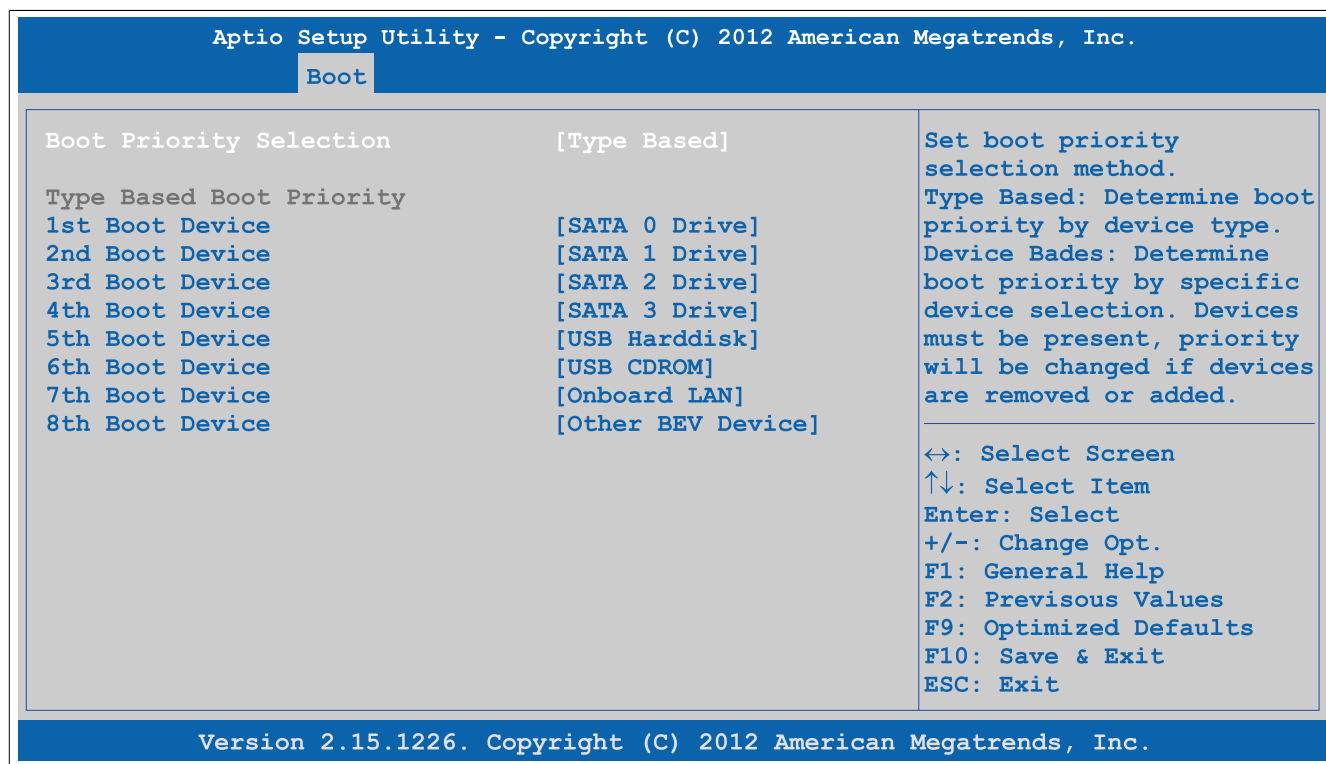 Aptio Setup Utility - Copyright (C) 2012 American Megatrends, Inc.
Boot
Boot Priority Selection [Type Based]
Type Based Boot Priority
1st Boot Device [SATA 0 Drive]
2nd Boot Device [SATA 1 Drive]
3rd Boot Device [SATA 2 Drive]
4th Boot Device [SATA 3 Drive]
5th Boot Device [USB Harddisk]
6th Boot Device [USB CDROM]
7th Boot Device [Onboard LAN]
8th Boot Device [Other BEV Device]
Set boot priority
selection method.
Type Based: Determine boot
priority by device type.
Device Bades: Determine
boot priority by specific
device selection. Devices
must be present, priority
will be changed if devices
are removed or added.
↔: Select Screen
↑↓: Select Item
Enter: Select
+/-: Change Opt.
F1: General Help
F2: Previsous Values
F9: Optimized Defaults
F10: Save & Exit
ESC: Exit
Version 2.15.1226. Copyright (C) 2012 American Megatrends, Inc.